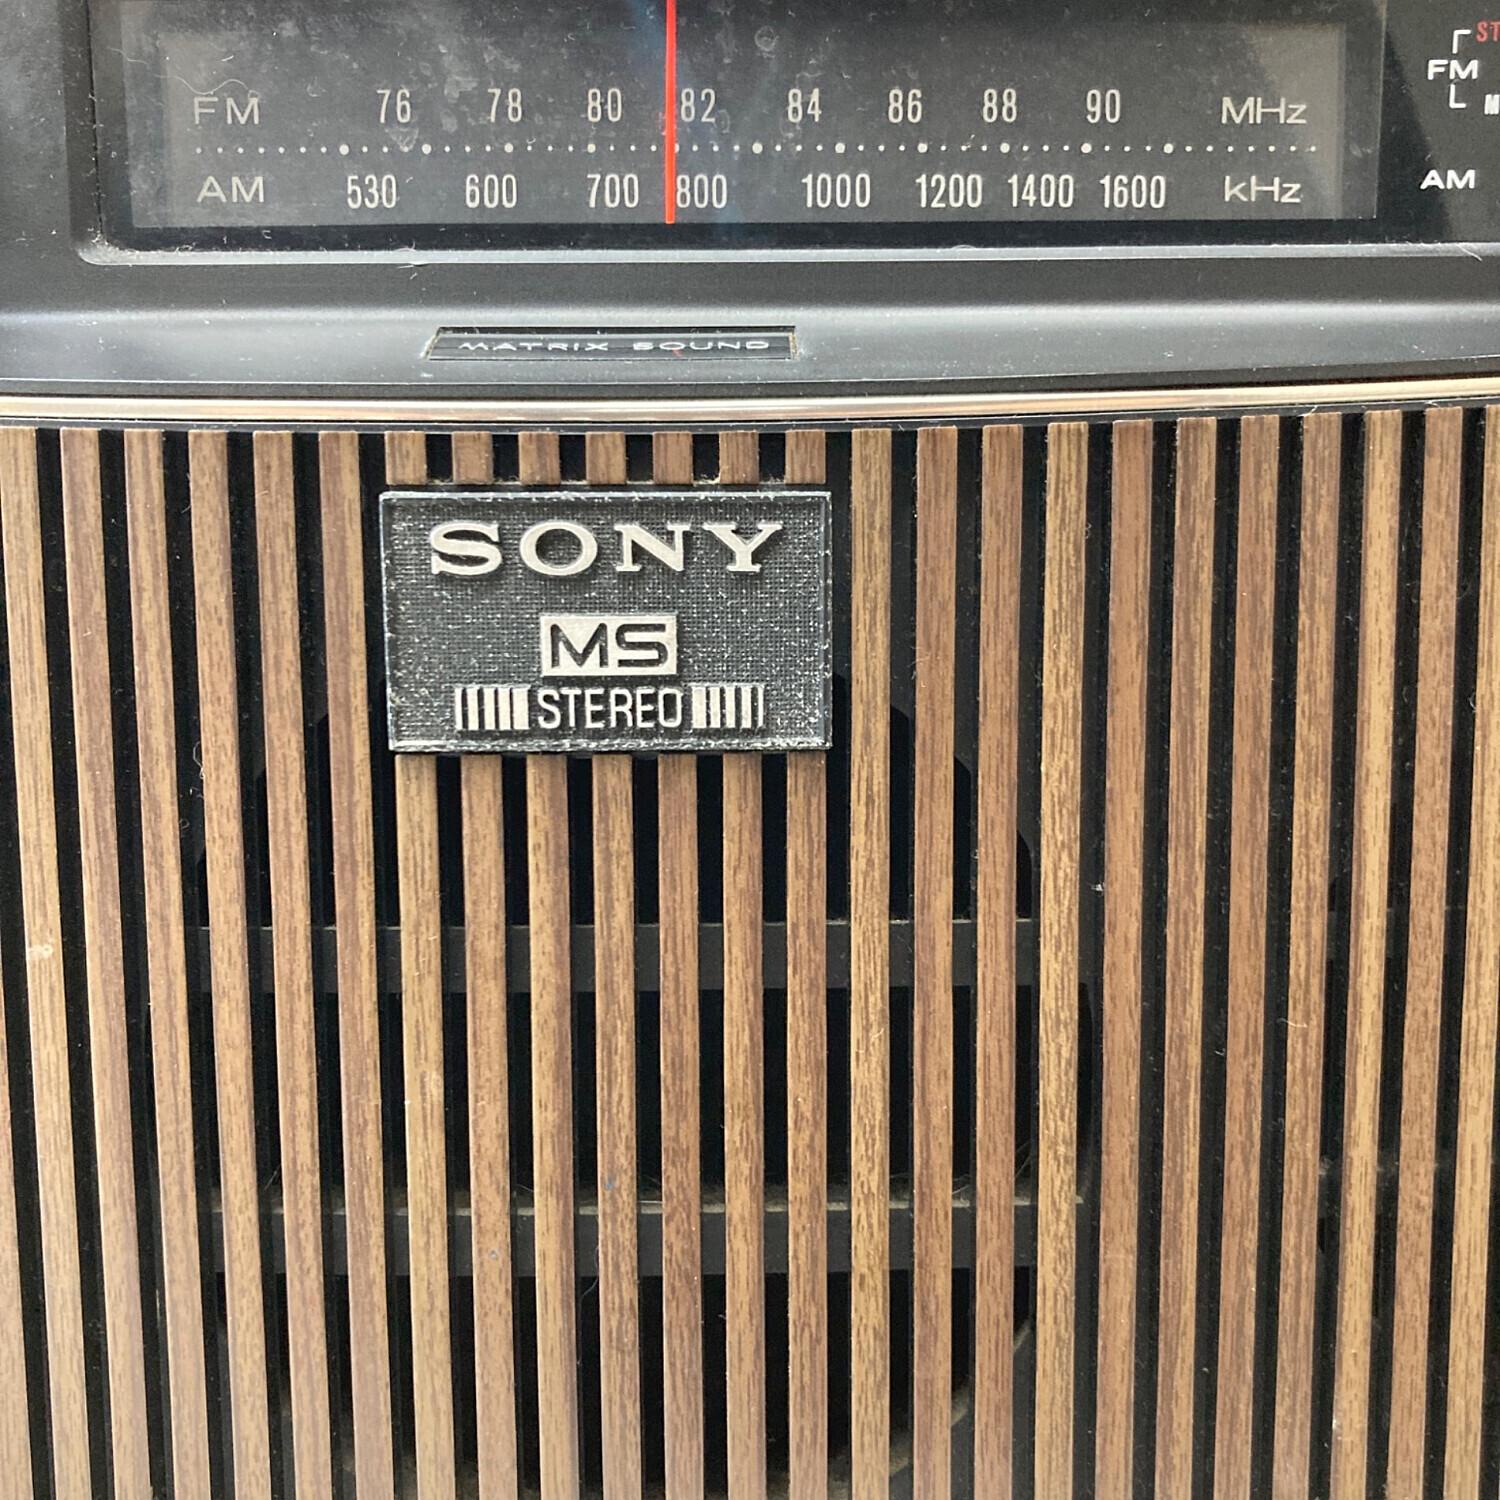 FM 76 78 80 82 84 86 88 90 MHz
AM 530 600 700 800 1000 1200 1400 1600 kHz
FM
AM
MATRIX SOUND
SONY
MS
STEREO